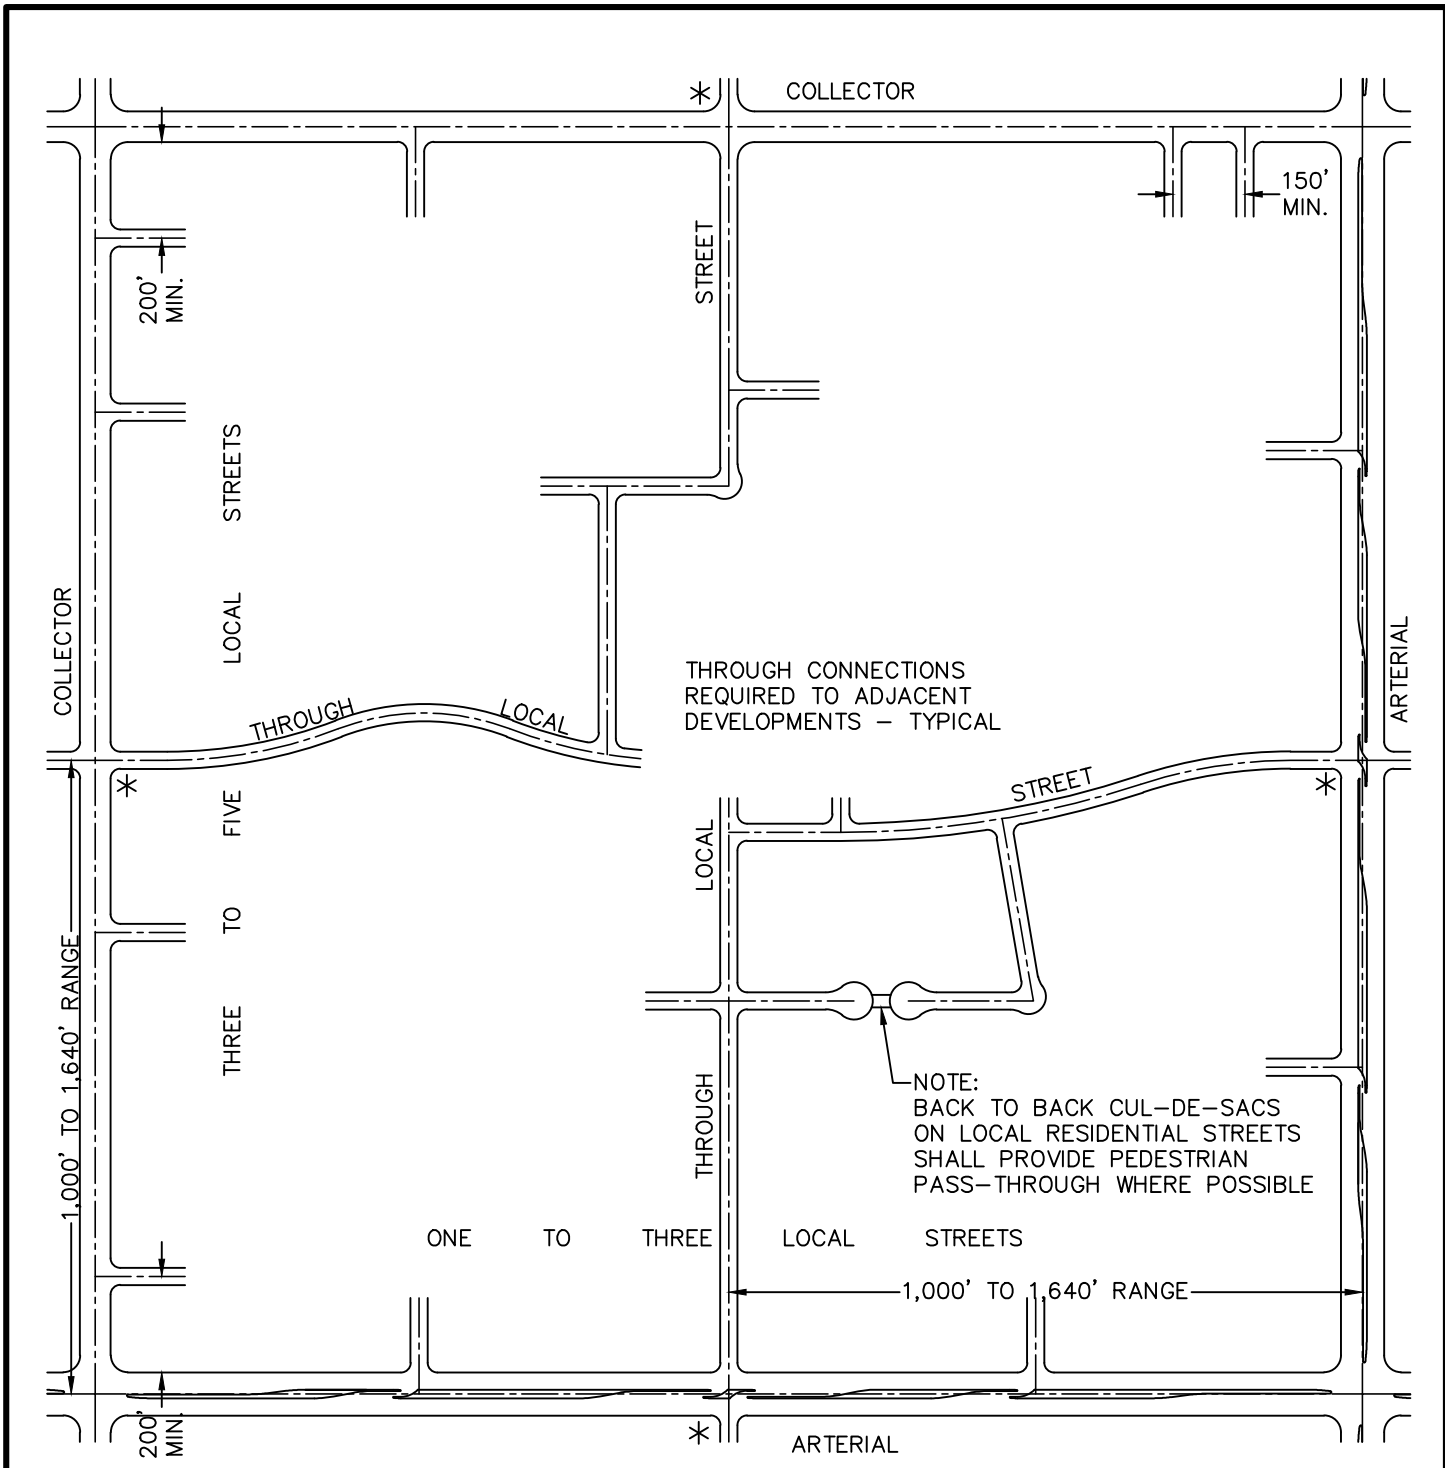 * COLLECTOR
150'
MIN.
STREET
200'
MIN.
COLLECTOR
THREE TO FIVE LOCAL STREETS
ARTERIAL
THROUGH CONNECTIONS
REQUIRED TO ADJACENT
DEVELOPMENTS – TYPICAL
THROUGH LOCAL
STREET
*
*
LOCAL
1,000' TO 1,640' RANGE
THROUGH
NOTE:
BACK TO BACK CUL–DE–SACS
ON LOCAL RESIDENTIAL STREETS
SHALL PROVIDE PEDESTRIAN
PASS–THROUGH WHERE POSSIBLE
ONE TO THREE LOCAL STREETS
1,000' TO 1,640' RANGE
200'
MIN.
* ARTERIAL